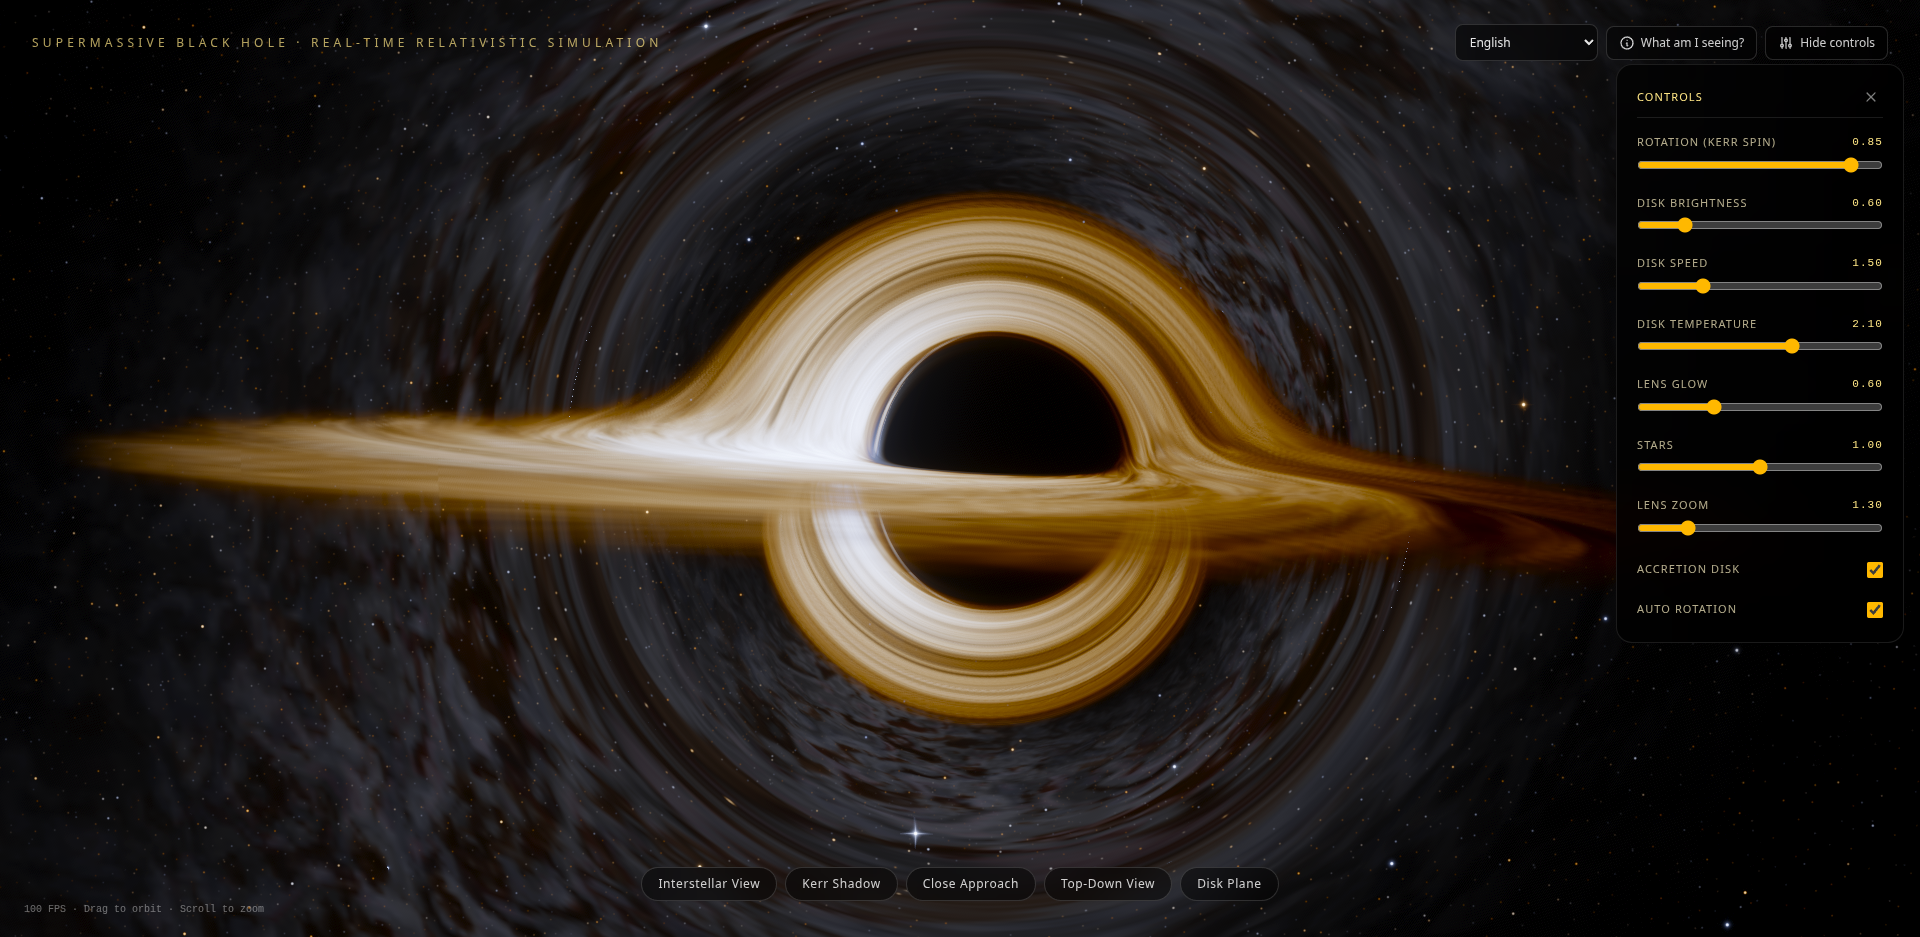 SUPERMASSIVE BLACK HOLE · REAL-TIME RELATIVISTIC SIMULATION
English
What am I seeing?
Hide controls
CONTROLS
ROTATION (KERR SPIN) 0.85
DISK BRIGHTNESS 0.60
DISK SPEED 1.50
DISK TEMPERATURE 2.10
LENS GLOW 0.60
STARS 1.00
LENS ZOOM 1.30
ACCRETION DISK
AUTO ROTATION
Interstellar View
Kerr Shadow
Close Approach
Top-Down View
Disk Plane
100 FPS · Drag to orbit · Scroll to zoom